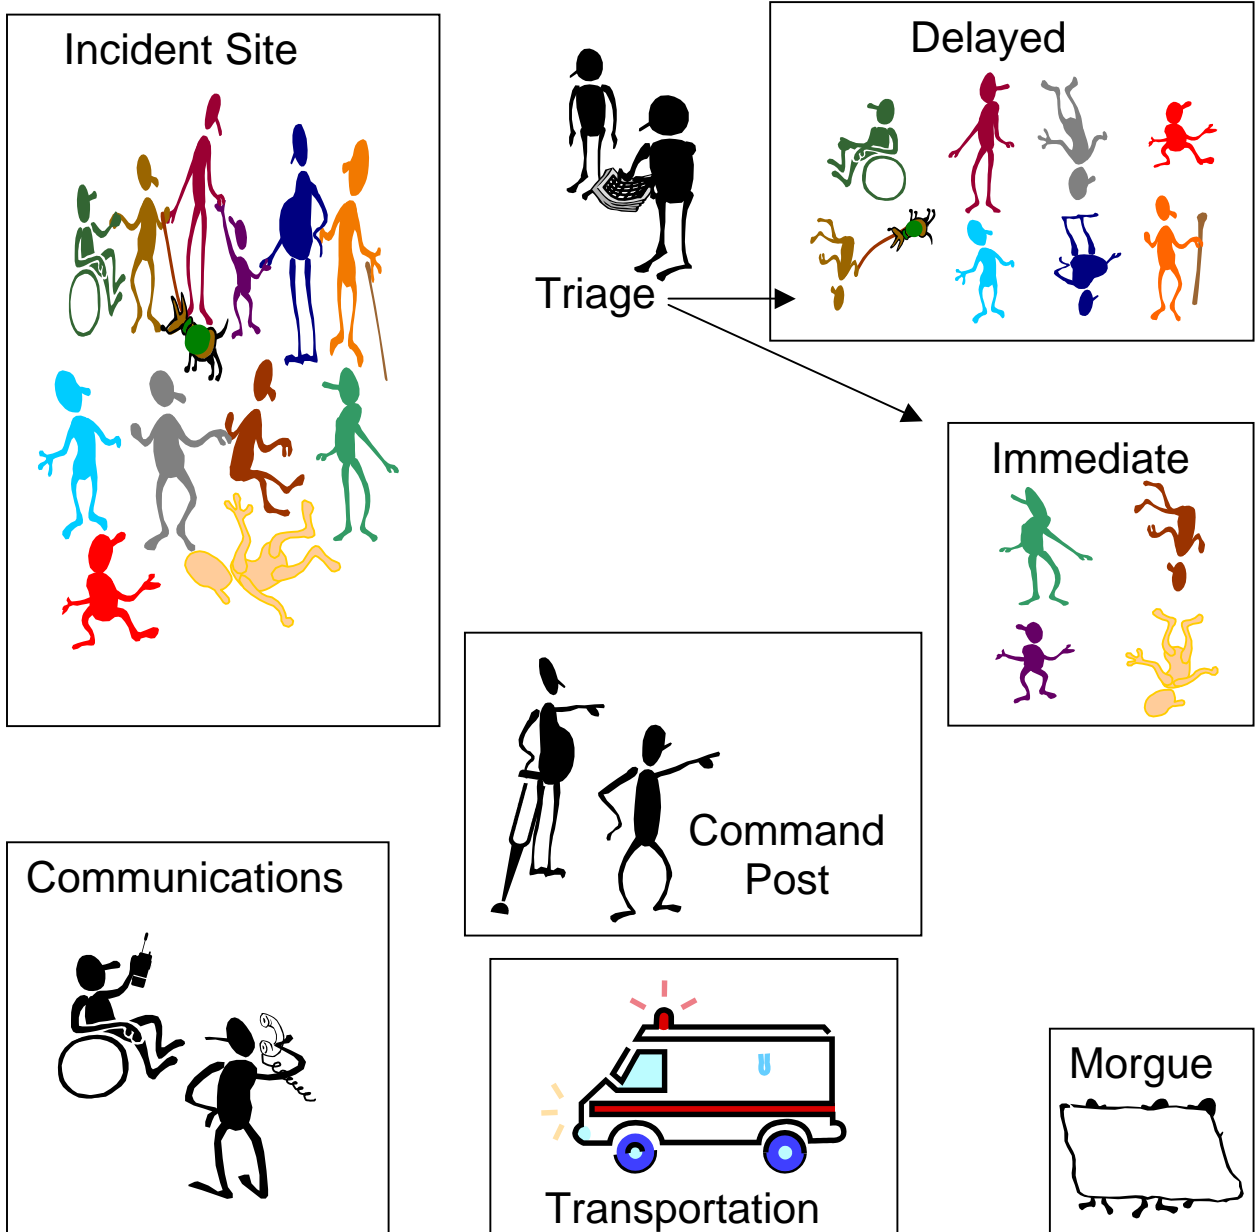 Incident Site
Delayed
Triage
Immediate
Command
Post
Communications
Transportation
Morgue